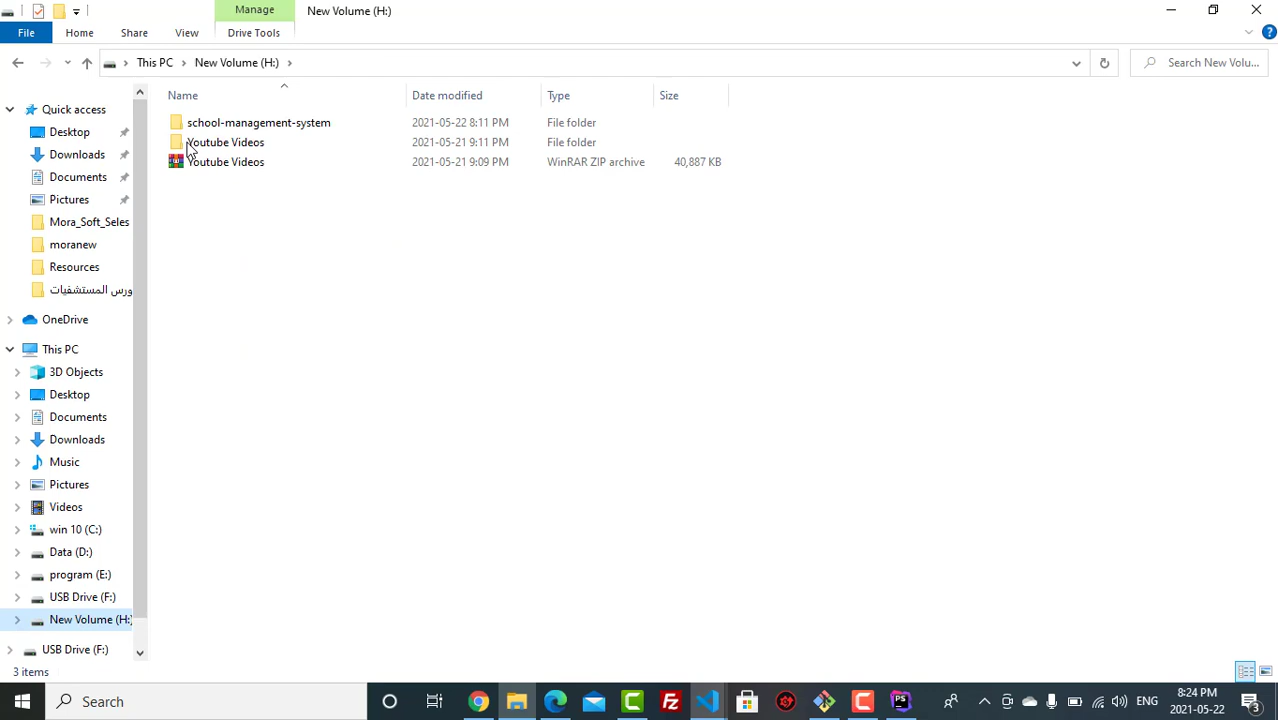 Manage
New Volume (H:)
File
Home
Share
View
Drive Tools
This PC
New Volume (H:)
Search New Volu...
Name
Date modified
Type
Size
school-management-system
2021-05-22 8:11 PM
File folder
Youtube Videos
2021-05-21 9:11 PM
File folder
Youtube Videos
2021-05-21 9:09 PM
WinRAR ZIP archive
40,887 KB
Quick access
Desktop
Downloads
Documents
Pictures
Mora_Soft_Seles
moranew
Resources
ورس المستشفيات
OneDrive
This PC
3D Objects
Desktop
Documents
Downloads
Music
Pictures
Videos
win 10 (C:)
Data (D:)
program (E:)
USB Drive (F:)
New Volume (H:)
USB Drive (F:)
3 items
Search
ENG
8:24 PM
2021-05-22
3